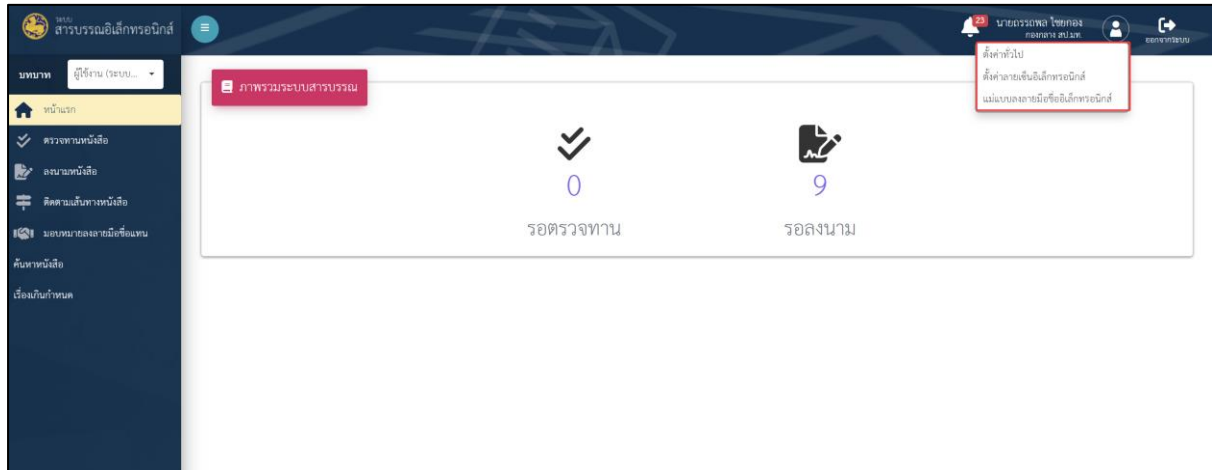 ระบบ
สารบรรณอิเล็กทรอนิกส์
23
นายถรรถพล ไชยทอง
กองกลาง สป.มท.
ออกจากระบบ
ตั้งค่าทั่วไป
ตั้งค่าลายเซ็นอิเล็กทรอนิกส์
แม่แบบลงลายมือชื่ออิเล็กทรอนิกส์
บทบาท
ผู้ใช้งาน (ระบบ...
หน้าแรก
ตรวจทานหนังสือ
ลงนามหนังสือ
ติดตามเส้นทางหนังสือ
มอบหมายลงลายมือชื่อแทน
ค้นหาหนังสือ
เรื่องเกินกำหนด
ภาพรวมระบบสารบรรณ
0
9
รอตรวจทาน
รอลงนาม